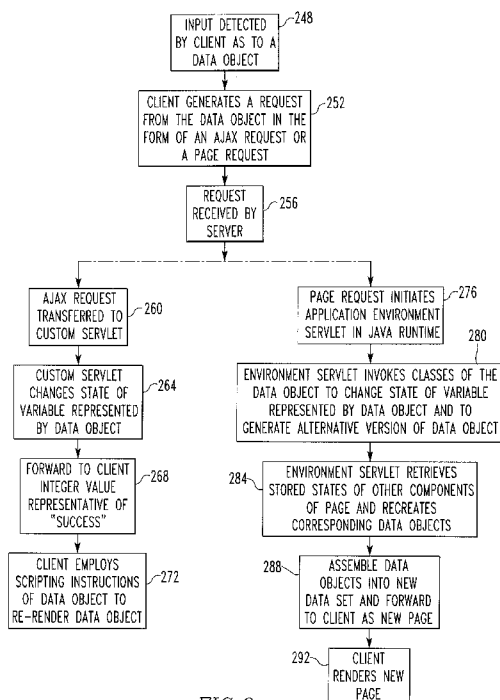 INPUT DETECTED
BY CLIENT AS TO A
DATA OBJECT
248
CLIENT GENERATES A REQUEST
FROM THE DATA OBJECT IN THE
FORM OF AN AJAX REQUEST OR
A PAGE REQUEST
252
REQUEST
RECEIVED BY
SERVER
256
AJAX REQUEST
TRANSFERRED TO
CUSTOM SERVLET
260
CUSTOM SERVLET
CHANGES STATE OF
VARIABLE REPRESENTED
BY DATA OBJECT
264
FORWARD TO CLIENT
INTEGER VALUE
REPRESENTATIVE OF
"SUCCESS"
268
CLIENT EMPLOYS
SCRIPTING INSTRUCTIONS
OF DATA OBJECT TO
RE-RENDER DATA OBJECT
272
PAGE REQUEST INITIATES
APPLICATION ENVIRONMENT
SERVLET IN JAVA RUNTIME
276
280
ENVIRONMENT SERVLET INVOKES CLASSES OF THE
DATA OBJECT TO CHANGE STATE OF VARIABLE
REPRESENTED BY DATA OBJECT AND TO
GENERATE ALTERNATIVE VERSION OF DATA OBJECT
284
ENVIRONMENT SERVLET RETRIEVES
STORED STATES OF OTHER COMPONENTS
OF PAGE AND RECREATES
CORRESPONDING DATA OBJECTS
288
ASSEMBLE DATA
OBJECTS INTO NEW
DATA SET AND FORWARD
TO CLIENT AS NEW PAGE
292
CLIENT
RENDERS NEW
PAGE